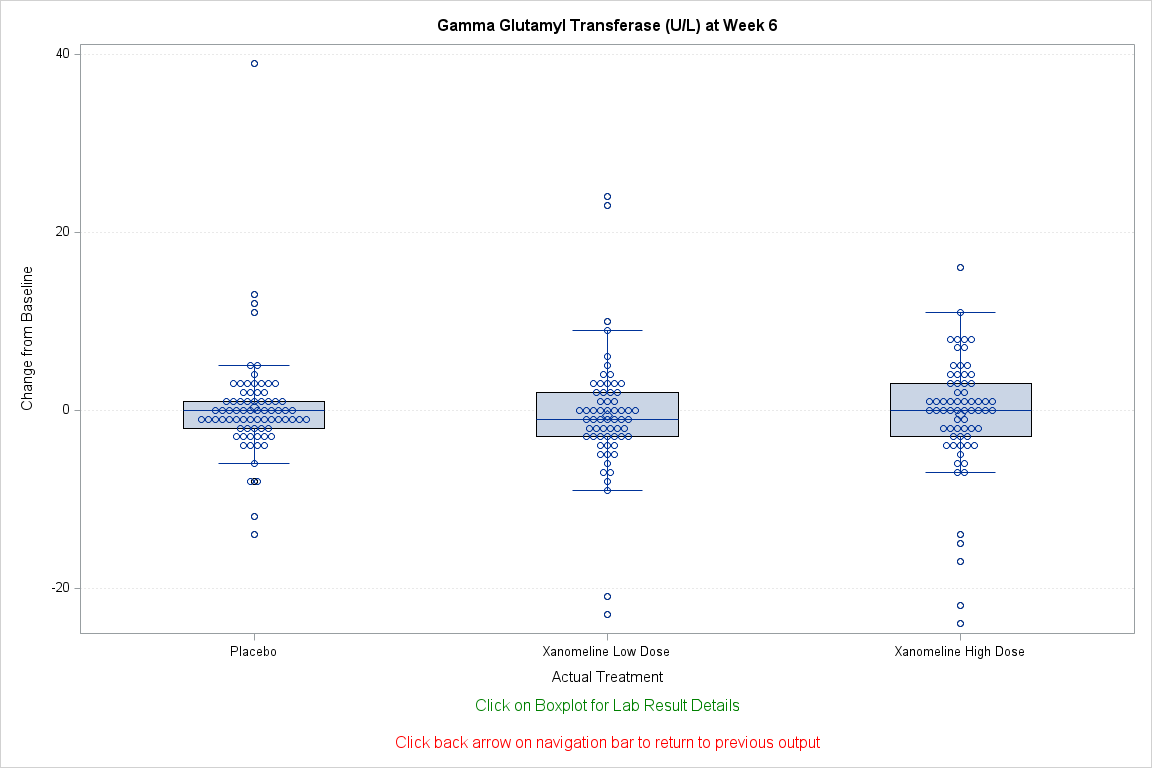 Gamma Glutamyl Transferase (U/L) at Week 6
40
20
0
-20
Change from Baseline
Placebo
Xanomeline Low Dose
Xanomeline High Dose
Actual Treatment
Click on Boxplot for Lab Result Details
Click back arrow on navigation bar to return to previous output